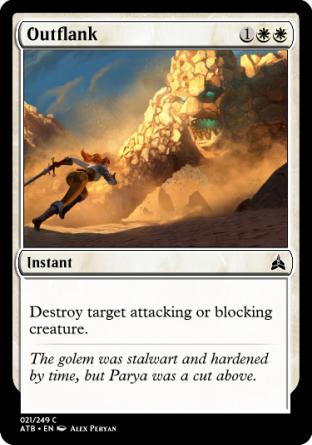 Outflank 1
Instant
Destroy target attacking or blocking
creature.
The golem was stalwart and hardened
by time, but Parya was a cut above.
021/249 C
ATB • EN Alex Peryan